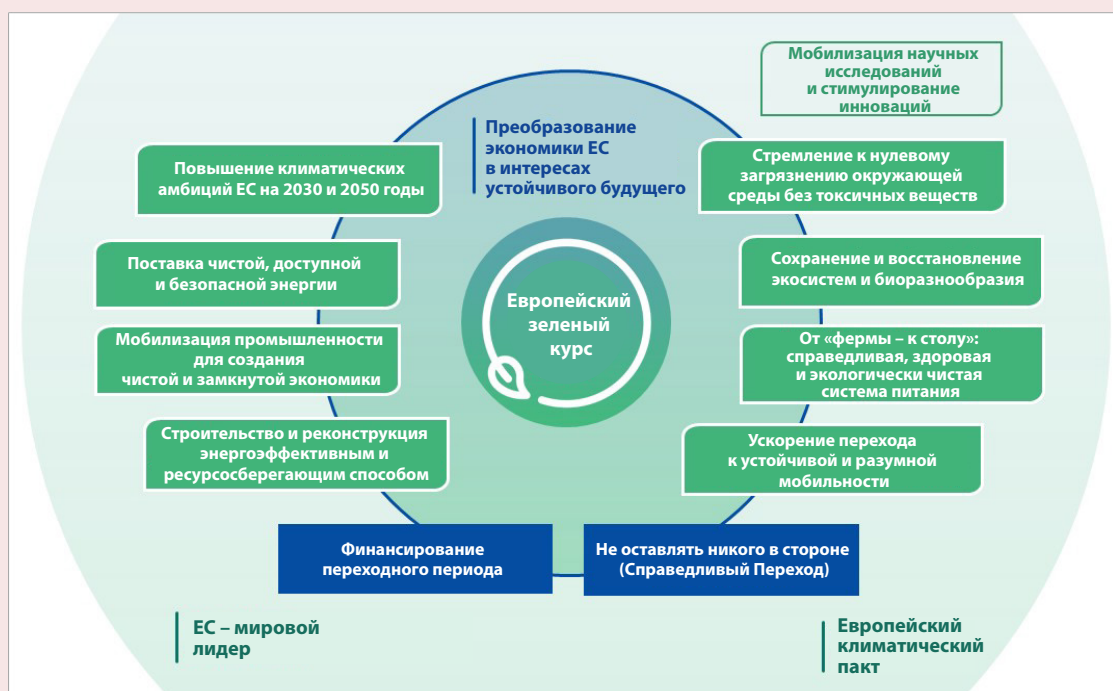 Мобилизация научных
исследований
и стимулирование
инноваций
Преобразование
экономики ЕС
в интересах
устойчивого будущего
Повышение климатических
амбиций ЕС на 2030 и 2050 годы
Стремление к нулевому
загрязнению окружающей
среды без токсичных веществ
Поставка чистой, доступной
и безопасной энергии
Сохранение и восстановление
экосистем и биоразнообразия
Европейский
зеленый
курс
Мобилизация промышленности
для создания
чистой и замкнутой экономики
От «фермы – к столу»:
справедливая, здоровая
и экологически чистая
система питания
Строительство и реконструкция
энергоэффективным и
ресурсосберегающим способом
Ускорение перехода
к устойчивой и разумной
мобильности
Финансирование
переходного периода
Не оставлять никого в стороне
(Справедливый Переход)
ЕС – мировой
лидер
Европейский
климатический
пакт